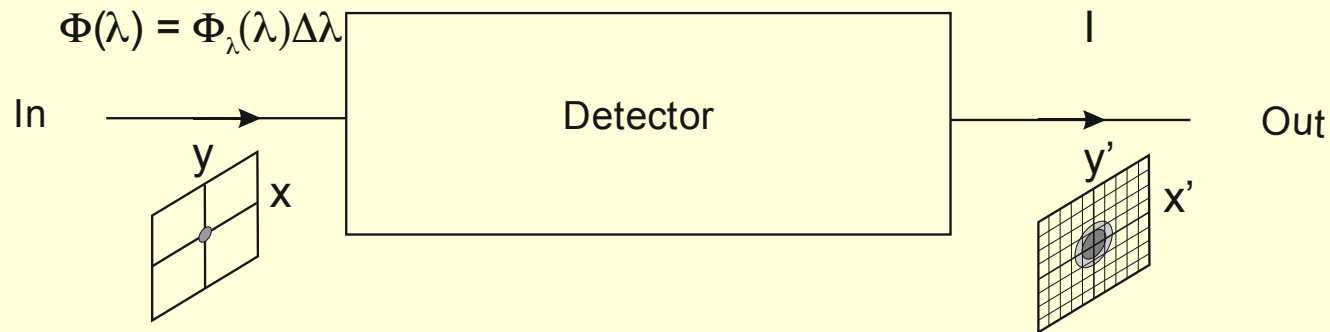 Φ(λ) = Φλ(λ)Δλ
I
In
Detector
Out
y
x
y’
x’